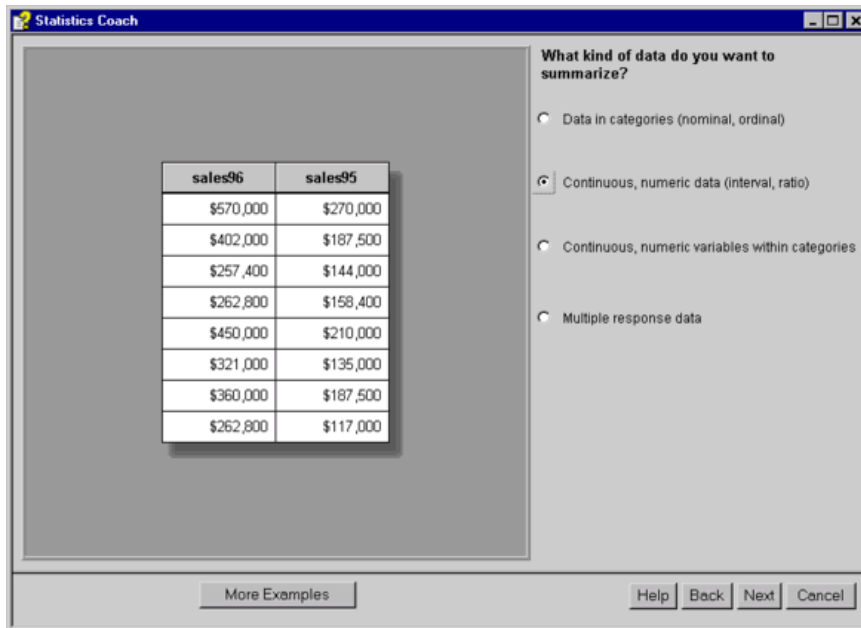 Statistics Coach
What kind of data do you want to
summarize?
Data in categories (nominal, ordinal)
Continuous, numeric data (interval, ratio)
Continuous, numeric variables within categories
Multiple response data
sales96 sales95
$570,000 $270,000
$402,000 $187,500
$257,400 $144,000
$262,800 $158,400
$450,000 $210,000
$321,000 $135,000
$360,000 $187,500
$262,800 $117,000
More Examples Help Back Next Cancel